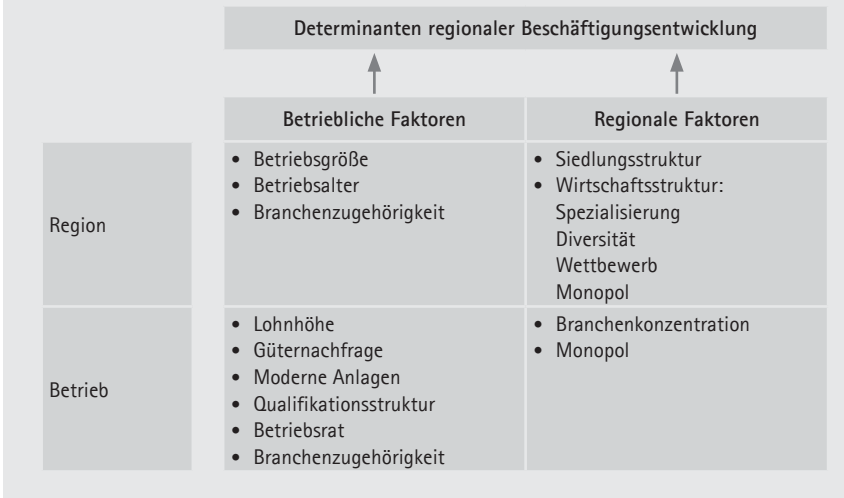 Determinanten regionaler Beschäftigungsentwicklung
Betriebliche Faktoren
Regionale Faktoren
Region
• Betriebsgröße
• Betriebsalter
• Branchenzugehörigkeit
• Siedlungsstruktur
• Wirtschaftsstruktur:
Spezialisierung
Diversität
Wettbewerb
Monopol
Betrieb
• Lohnhöhe
• Güternachfrage
• Moderne Anlagen
• Qualifikationsstruktur
• Betriebsrat
• Branchenzugehörigkeit
• Branchenkonzentration
• Monopol